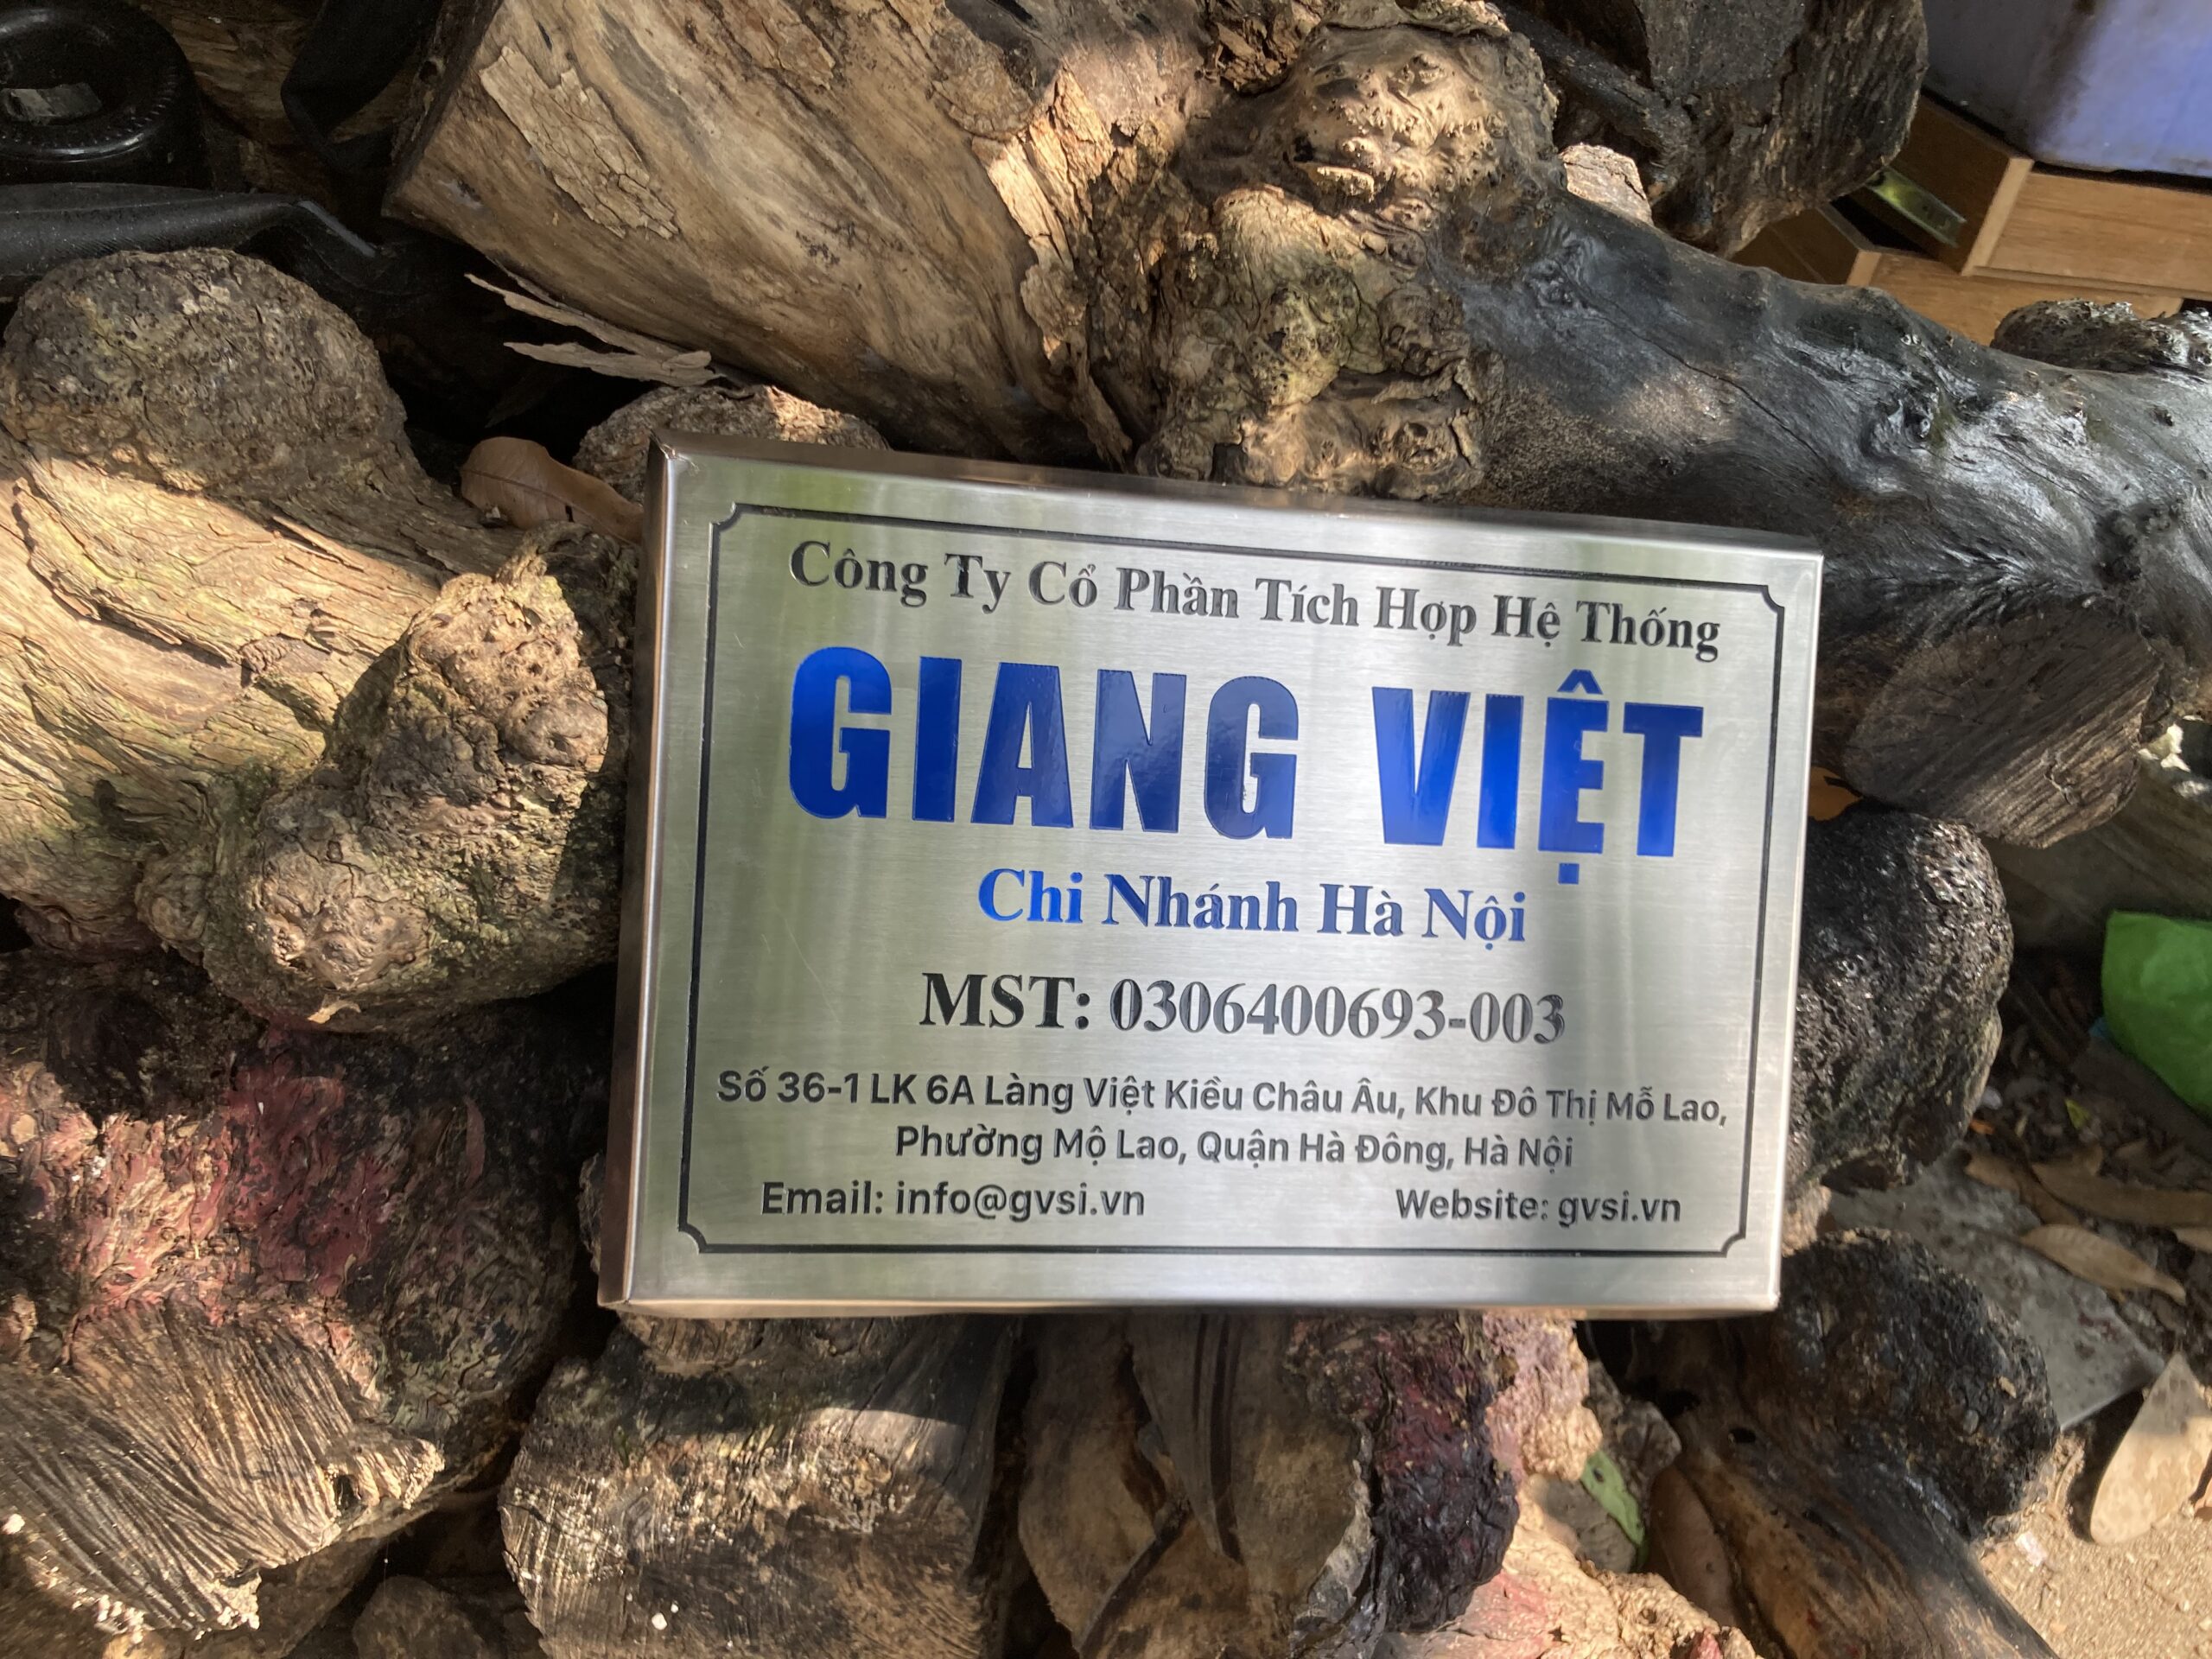 Công Ty Cổ Phần Tích Hợp Hệ Thống
GIANG VIỆT
Chi Nhánh Hà Nội
MST: 0306400693-003
Số 36-1 LK 6A Làng Việt Kiều Châu Âu, Khu Đô Thị Mỗ Lao,
Phường Mộ Lao, Quận Hà Đông, Hà Nội
Email: info@gvsi.vn Website: gvsi.vn